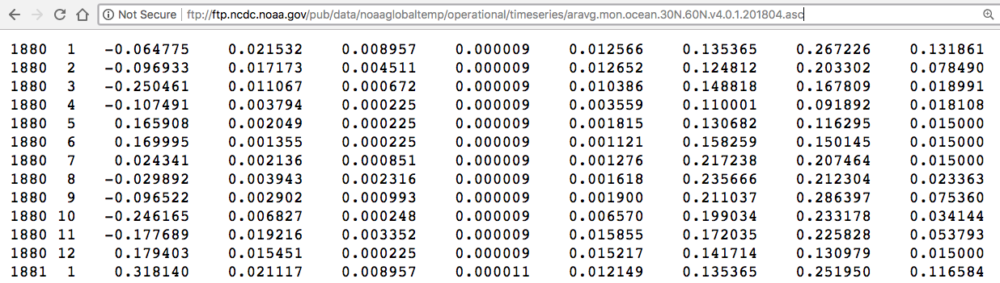 Not Secure ftp://ftp.ncdc.noaa.gov/pub/data/noaaglobaltemp/operational/timeseries/aravg.mon.ocean.30N.60N.v4.0.1.201804.asc
1880 1 -0.064775 0.021532 0.008957 0.000009 0.012566 0.135365 0.267226 0.131861
1880 2 -0.096933 0.017173 0.004511 0.000009 0.012652 0.124812 0.203302 0.078490
1880 3 -0.250461 0.011067 0.000672 0.000009 0.010386 0.148818 0.167809 0.018991
1880 4 -0.107491 0.003794 0.000225 0.000009 0.003559 0.110001 0.091892 0.018108
1880 5 0.165908 0.002049 0.000225 0.000009 0.001815 0.130682 0.116295 0.015000
1880 6 0.169995 0.001355 0.000225 0.000009 0.001121 0.158259 0.150145 0.015000
1880 7 0.024341 0.002136 0.000851 0.000009 0.001276 0.217238 0.207464 0.015000
1880 8 -0.029892 0.003943 0.002316 0.000009 0.001618 0.235666 0.212304 0.023363
1880 9 -0.096522 0.002902 0.000993 0.000009 0.001900 0.211037 0.286397 0.075360
1880 10 -0.246165 0.006827 0.000248 0.000009 0.006570 0.199034 0.233178 0.034144
1880 11 -0.177689 0.019216 0.003352 0.000009 0.015855 0.172035 0.225828 0.053793
1880 12 0.179403 0.015451 0.000225 0.000009 0.015217 0.141714 0.130979 0.015000
1881 1 0.318140 0.021117 0.008957 0.000011 0.012149 0.135365 0.251950 0.116584